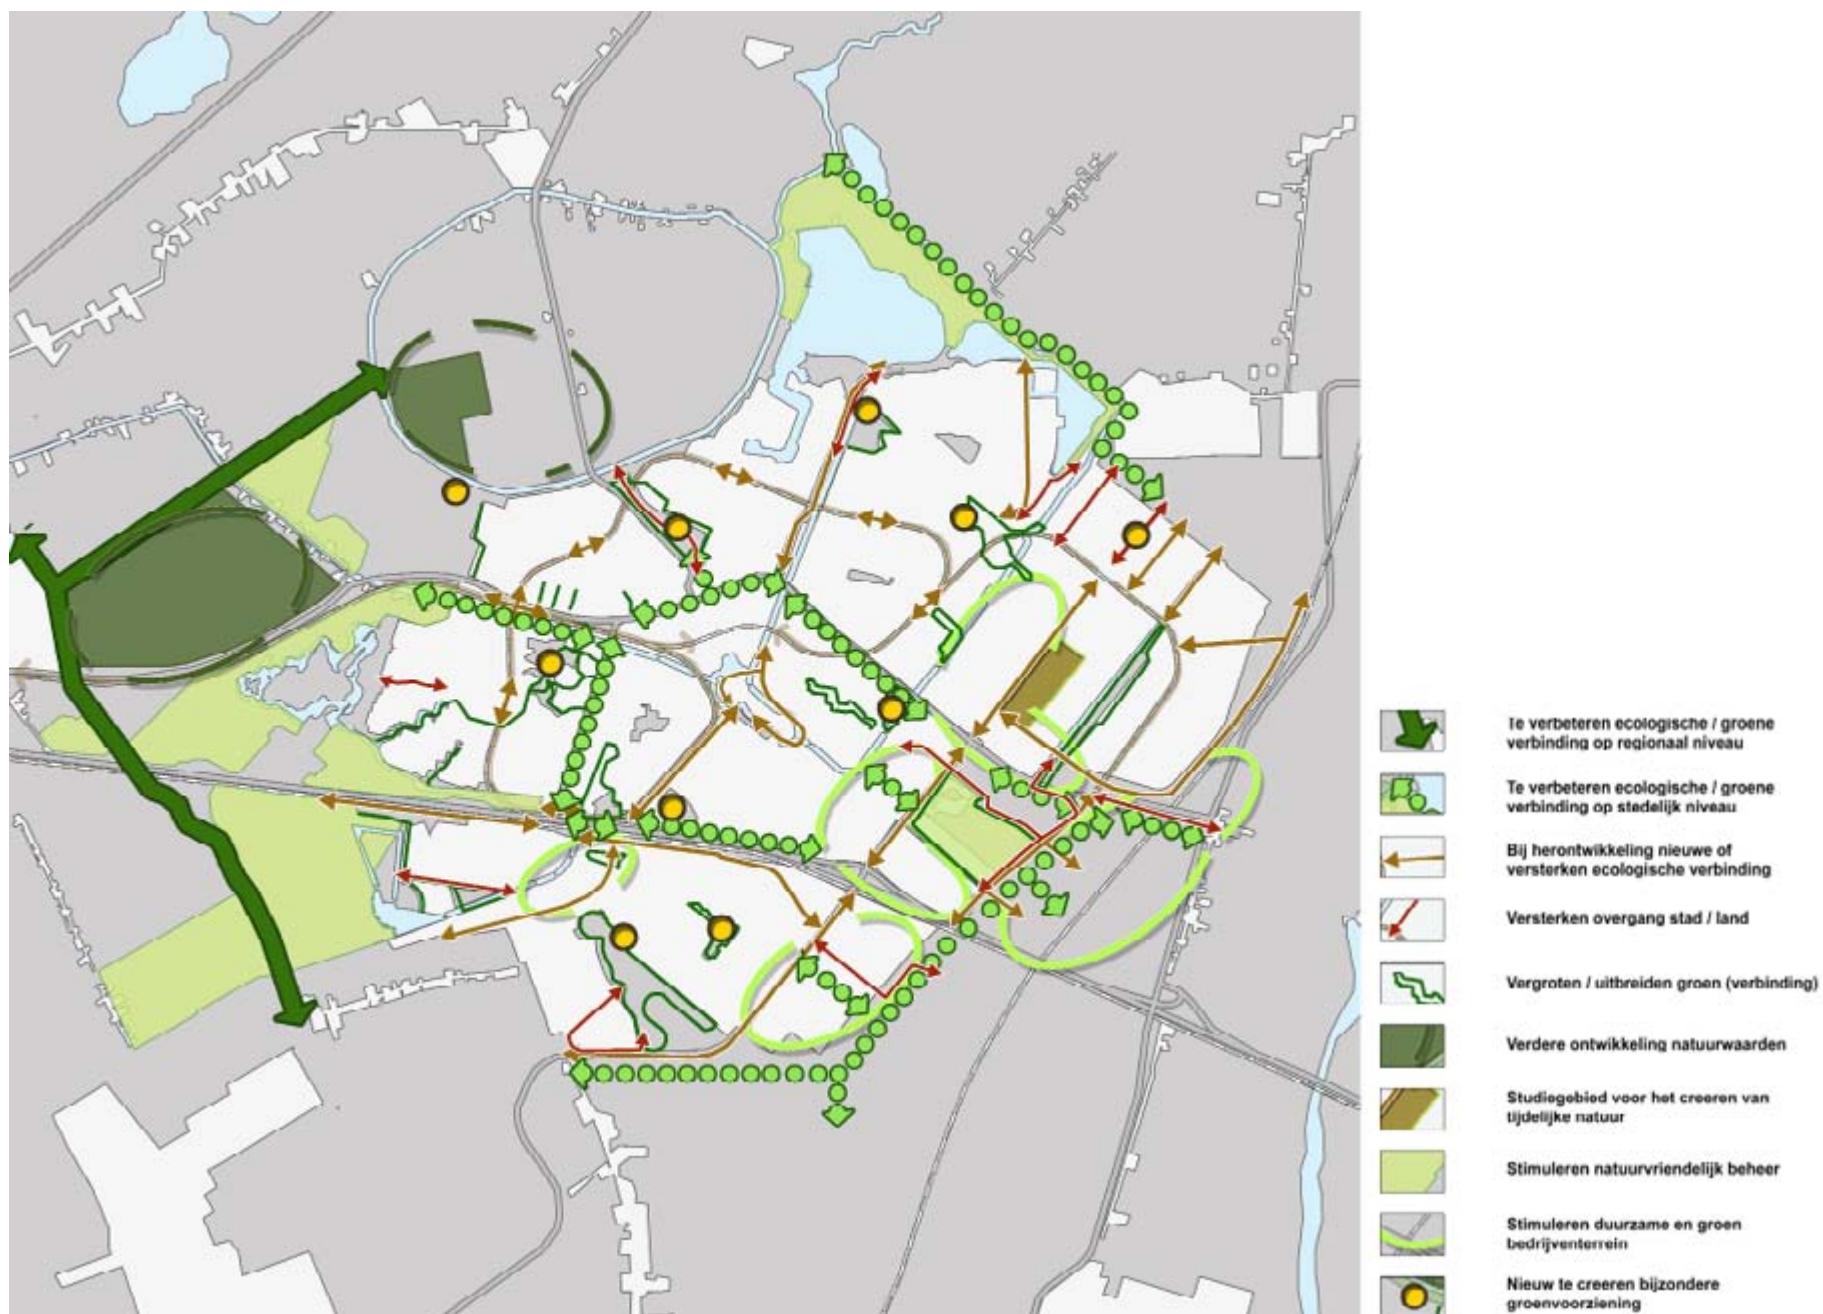 Te verbeteren ecologische / groene
verbinding op regionaal niveau
Te verbeteren ecologische / groene
verbinding op stedelijk niveau
Bij herontwikkeling nieuwe of
versterken ecologische verbinding
Versterken overgang stad / land
Vergroten / uitbreiden groen (verbinding)
Verdere ontwikkeling natuurwaarden
Studiegebied voor het creeren van
tijdelijke natuur
Stimuleren natuurvriendelijk beheer
Stimuleren duurzame en groen
bedrijventerrein
Nieuw te creeren bijzondere
groenvoorziening